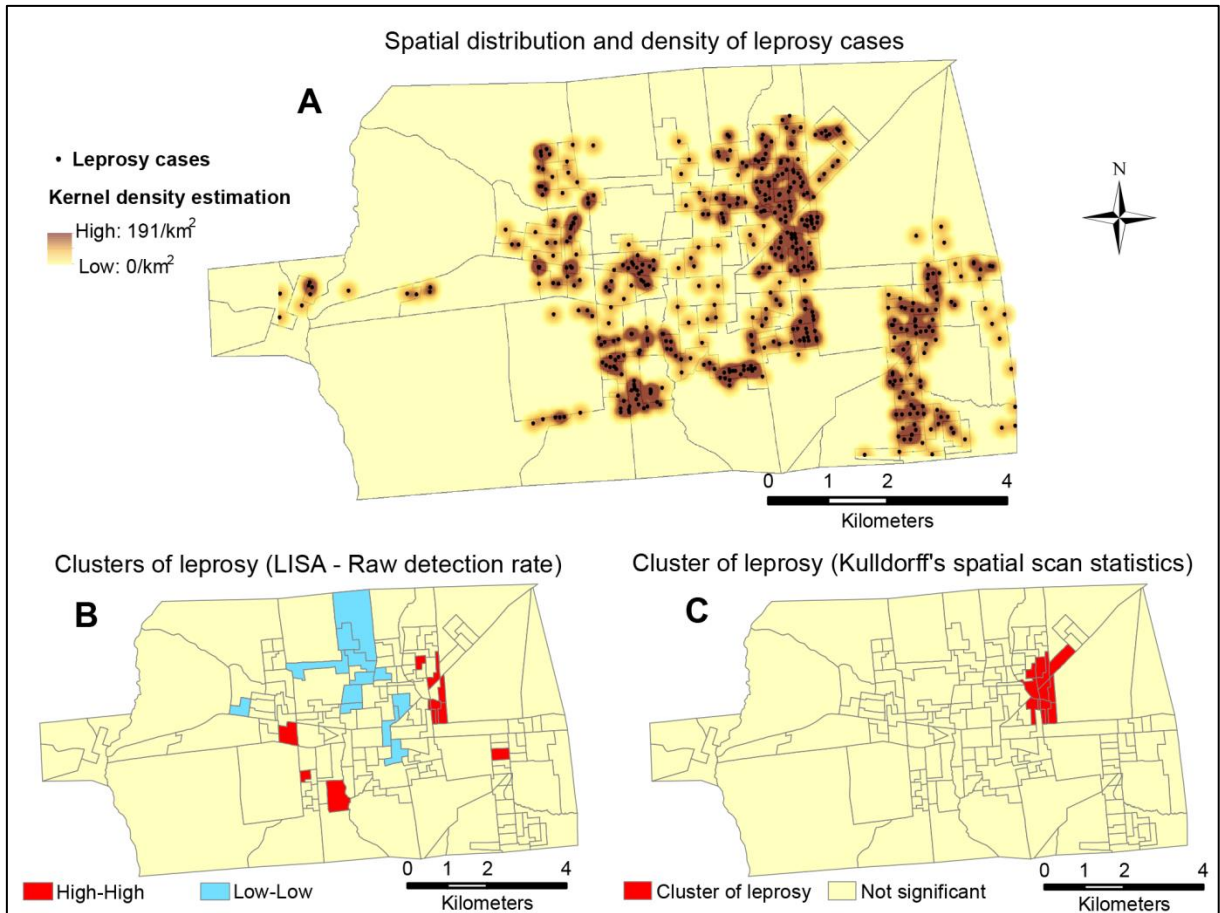 Spatial distribution and density of leprosy cases
A
• Leprosy cases
Kernel density estimation
High: 191/km²
Low: 0/km²
N
0 1 2 4
Kilometers
Clusters of leprosy (LISA - Raw detection rate)
B
High-High
Low-Low
0 1 2 4
Kilometers
Cluster of leprosy (Kulldorff's spatial scan statistics)
C
Cluster of leprosy
Not significant
0 1 2 4
Kilometers